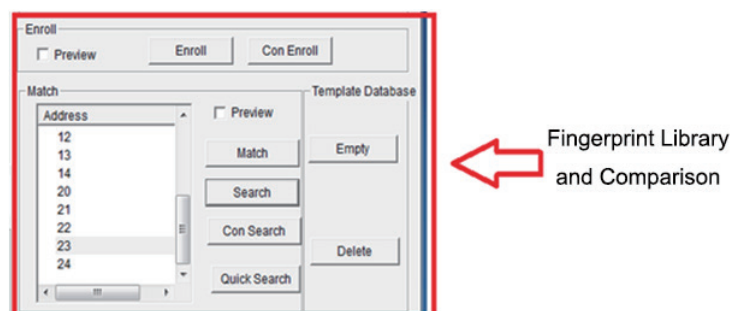 Enroll
Preview
Enroll
Con Enroll
Match
Address
12
13
14
20
21
22
23
24
Preview
Match
Search
Con Search
Quick Search
Template Database
Empty
Delete
Fingerprint Library
and Comparison